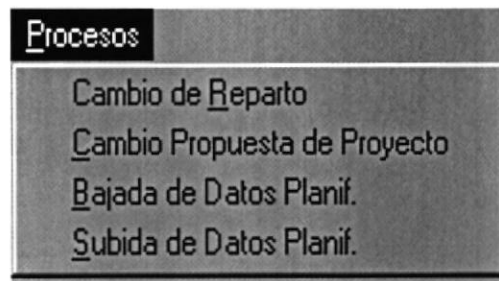 Procesos
Cambio de Reparto
Cambio Propuesta de Proyecto
Bajada de Datos Planif.
Subida de Datos Planif.